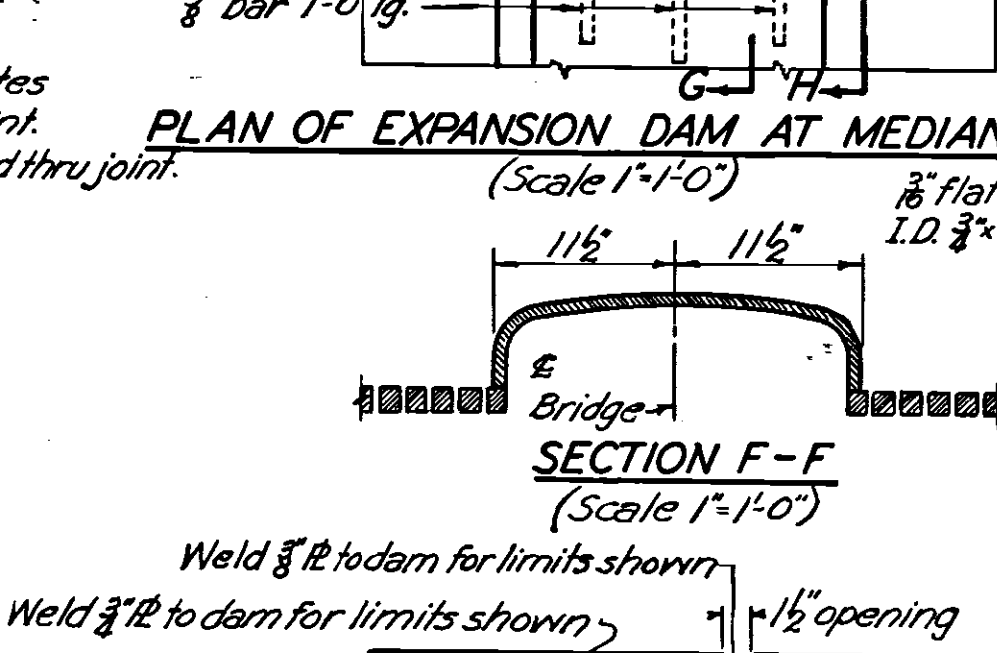 ⅜" bar 1'-0 lg.
G H
PLAN OF EXPANSION DAM AT MEDIAN
(Scale 1"=1'-0")
thru joint.
3/16" flat
I.D. ¾"x
11½" 11½"
℄
Bridge
SECTION F-F
(Scale 1"=1'-0")
Weld ⅜" ℙL to dam for limits shown
Weld ¾" ℙL to dam for limits shown
1½" opening